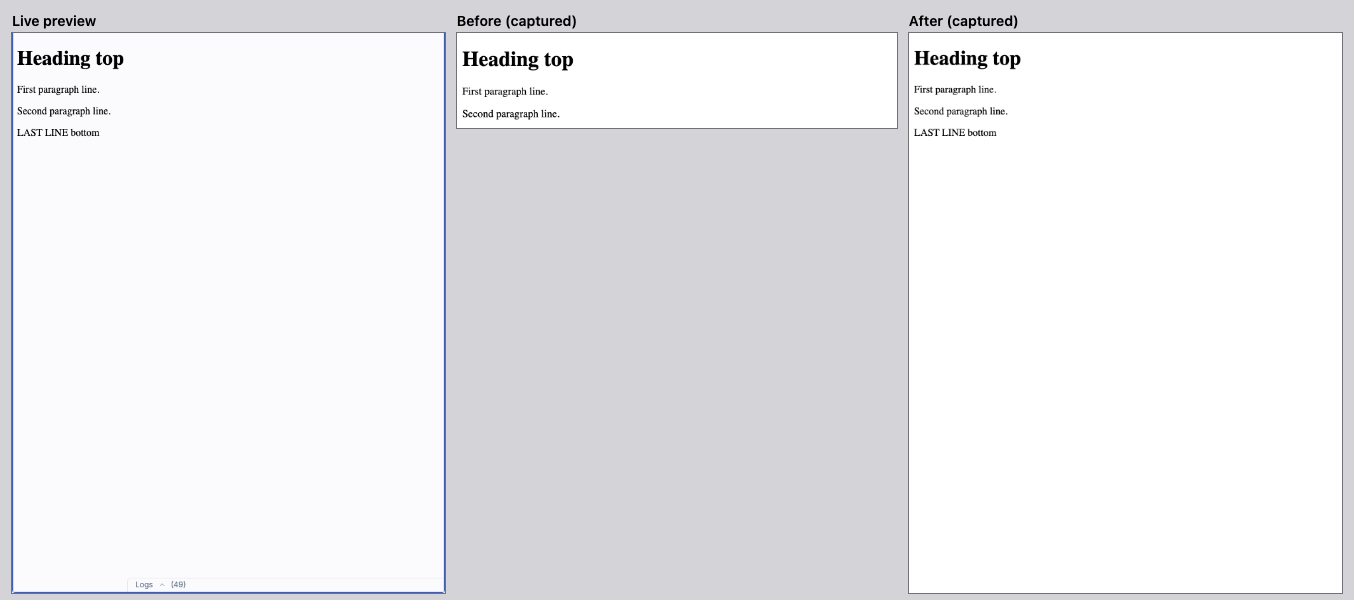 Live preview
Heading top
First paragraph line.
Second paragraph line.
LAST LINE bottom
Logs (49)
Before (captured)
Heading top
First paragraph line.
Second paragraph line.
After (captured)
Heading top
First paragraph line.
Second paragraph line.
LAST LINE bottom